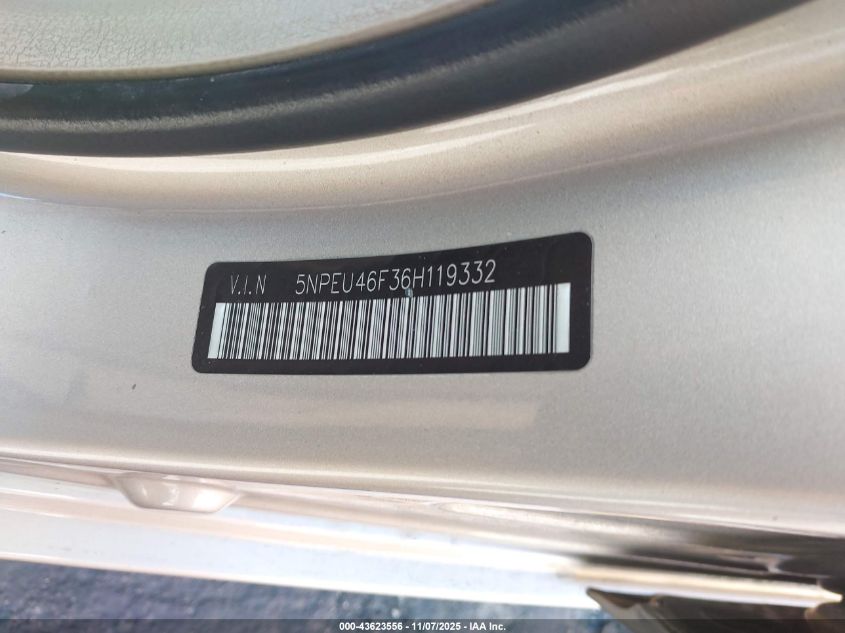 V.I.N 5NPEU46F36H119332
000-43623556 - 11/07/2025 - IAA Inc.